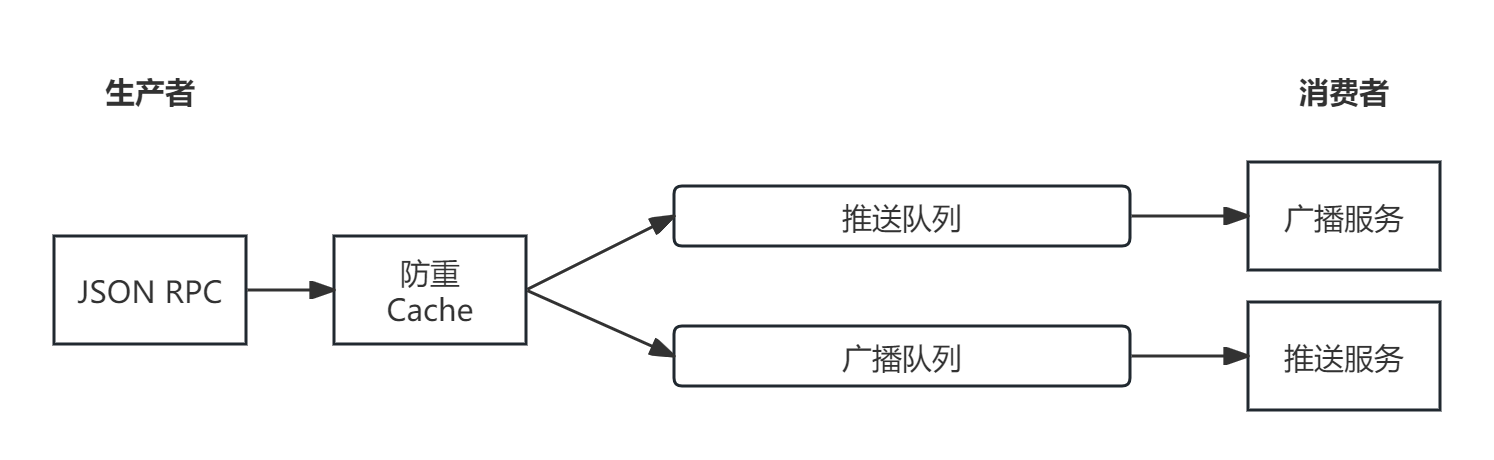 生产者
消费者
JSON RPC
防重
Cache
推送队列
广播队列
广播服务
推送服务